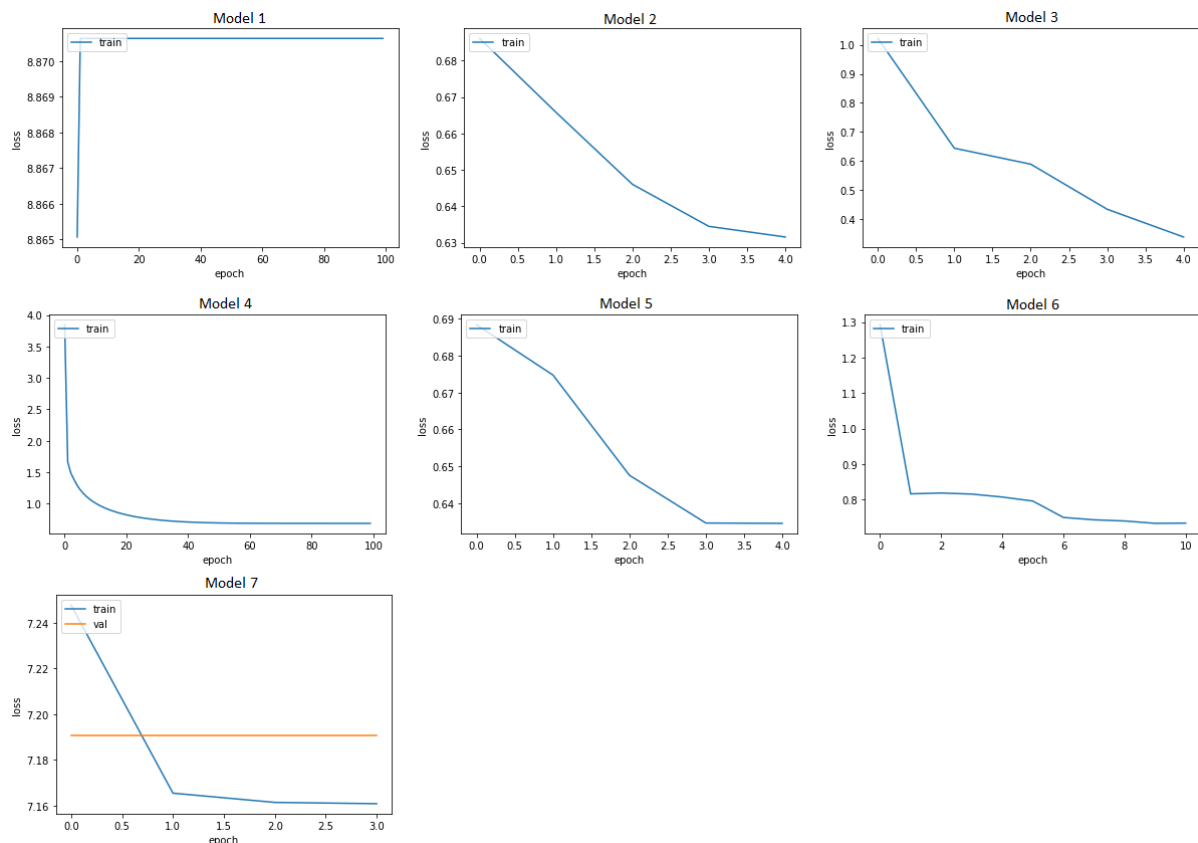 Model 1
train
8.870
8.869
8.868
8.867
8.866
8.865
loss
0 20 40 60 80 100
epoch
Model 2
train
0.68
0.67
0.66
0.65
0.64
0.63
loss
0.0 0.5 1.0 1.5 2.0 2.5 3.0 3.5 4.0
epoch
Model 3
train
1.0
0.9
0.8
0.7
0.6
0.5
0.4
loss
0.0 0.5 1.0 1.5 2.0 2.5 3.0 3.5 4.0
epoch
Model 4
train
4.0
3.5
3.0
2.5
2.0
1.5
1.0
loss
0 20 40 60 80 100
epoch
Model 5
train
0.69
0.68
0.67
0.66
0.65
0.64
loss
0.0 0.5 1.0 1.5 2.0 2.5 3.0 3.5 4.0
epoch
Model 6
train
1.3
1.2
1.1
1.0
0.9
0.8
loss
0 2 4 6 8 10
epoch
Model 7
train
val
7.24
7.22
7.20
7.18
7.16
loss
0.0 0.5 1.0 1.5 2.0 2.5 3.0
epoch